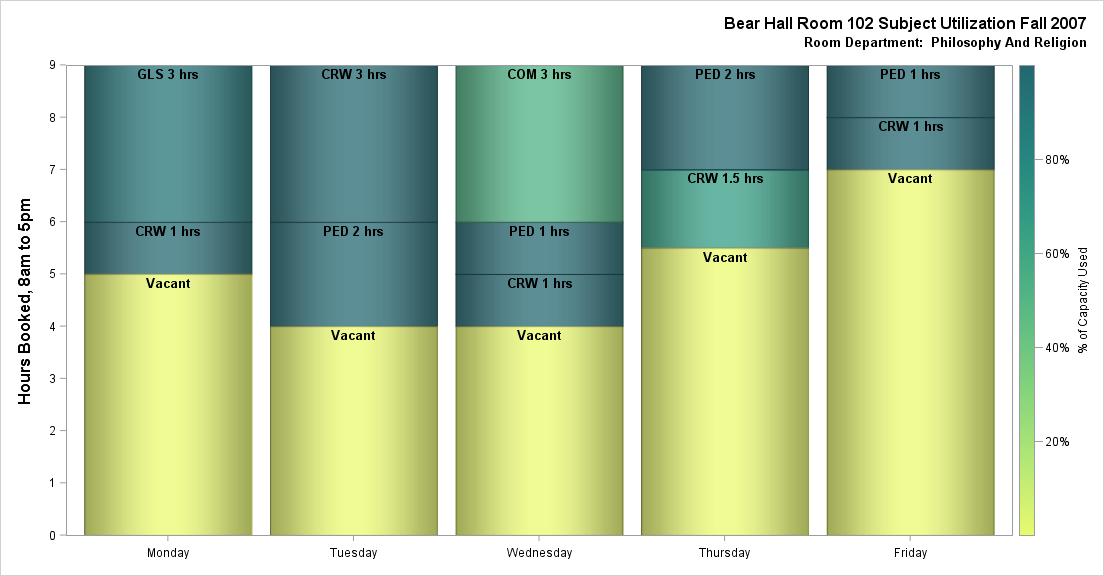 Bear Hall Room 102 Subject Utilization Fall 2007
Room Department:  Philosophy And Religion
Hours Booked, 8am to 5pm
9
8
7
6
5
4
3
2
1
0
GLS 3 hrs
CRW 1 hrs
Vacant
CRW 3 hrs
PED 2 hrs
Vacant
COM 3 hrs
PED 1 hrs
CRW 1 hrs
Vacant
PED 2 hrs
CRW 1.5 hrs
Vacant
PED 1 hrs
CRW 1 hrs
Vacant
Monday
Tuesday
Wednesday
Thursday
Friday
80%
60%
40%
20%
% of Capacity Used